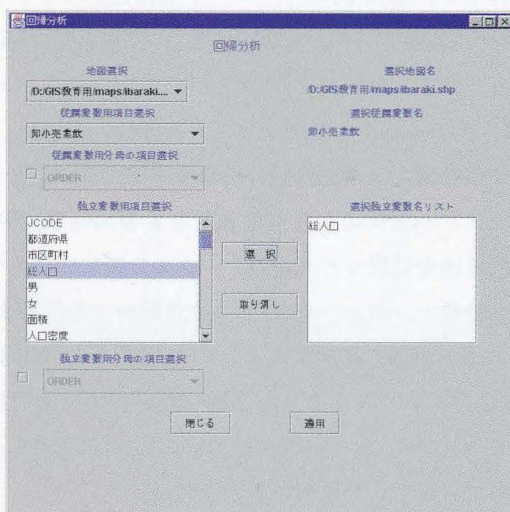 回帰分析
回帰分析
地図選択
選択地図名
/D:/GIS教育用/maps/ibaraki....
/D:/GIS教育用/maps/ibaraki.shp
従属変数用項目選択
選択従属変数名
卸小売業飲
卸小売業飲
従属変数用分母の項目選択
ORDER
独立変数用項目選択
選択独立変数名リスト
JCODE
都道府県
市区町村
総人口
男
女
面積
人口密度
選 択
取り消し
総人口
独立変数用分母の項目選択
ORDER
閉じる
適用